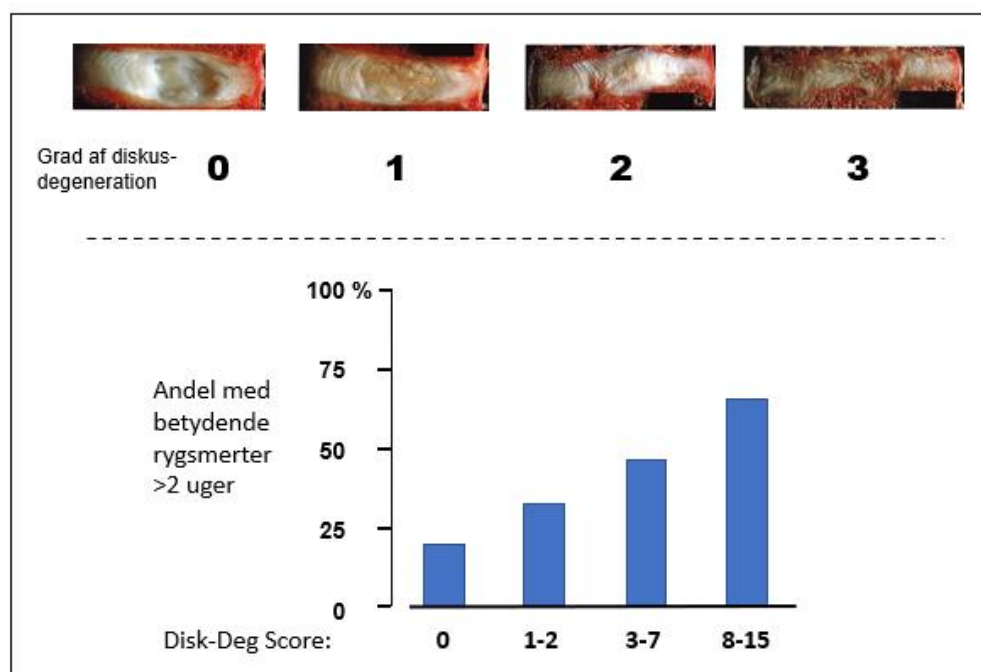 Grad af diskus-
degeneration
0 1 2 3
100 %
75
Andel med
betydende
rygsmerter
>2 uger
50
25
0
Disk-Deg Score: 0 1-2 3-7 8-15